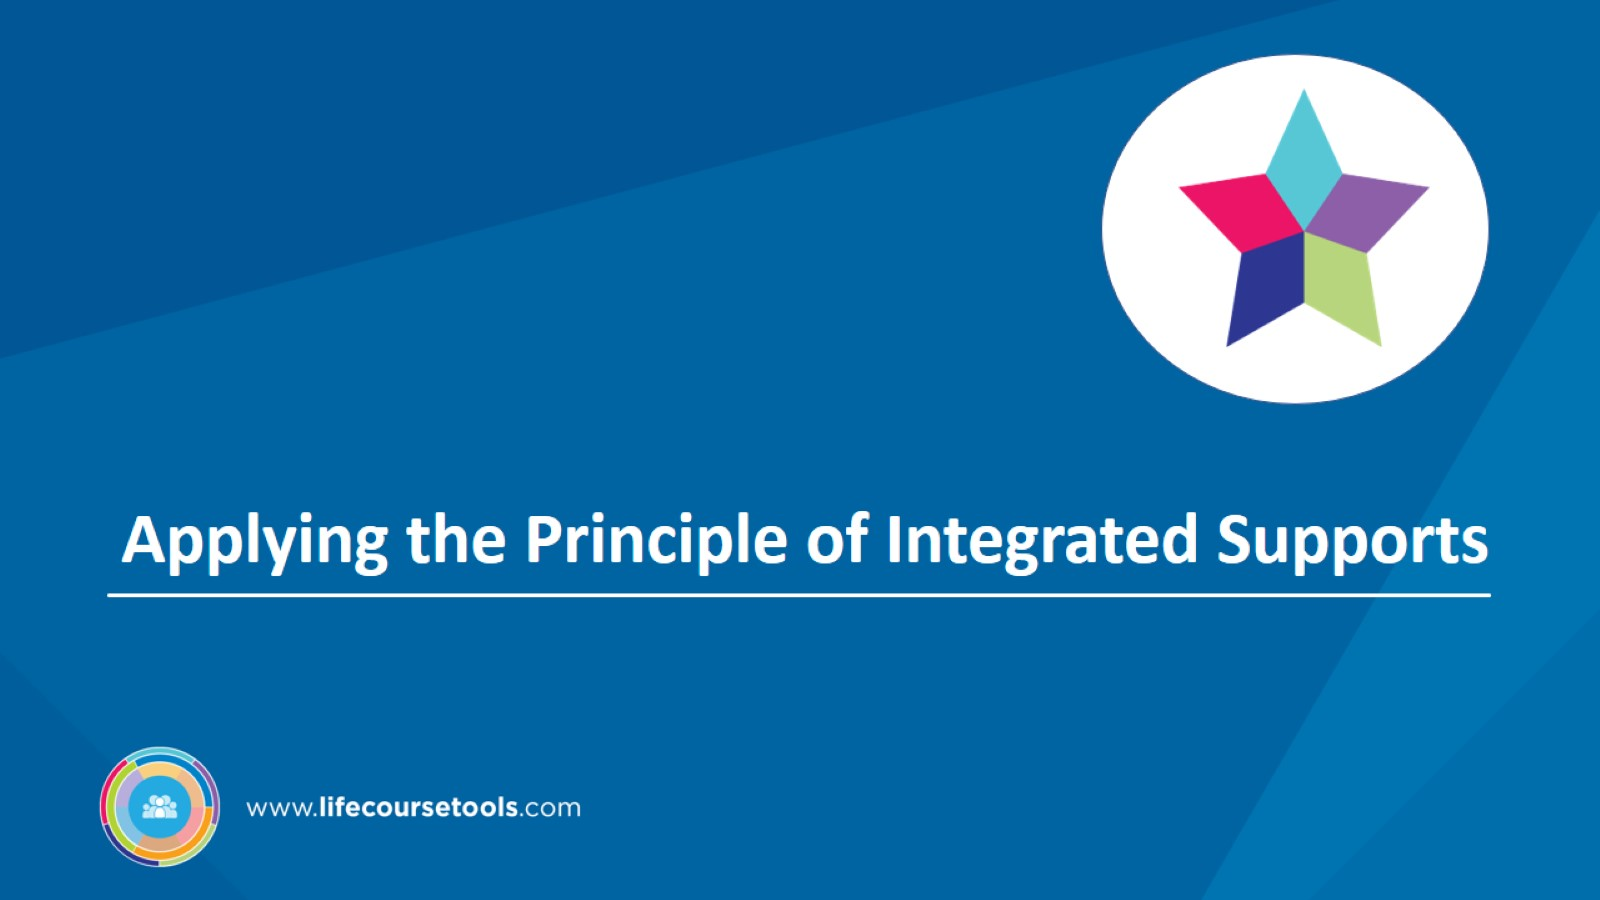 Applying the Principle of Integrated Supports
www.lifecoursetools.com